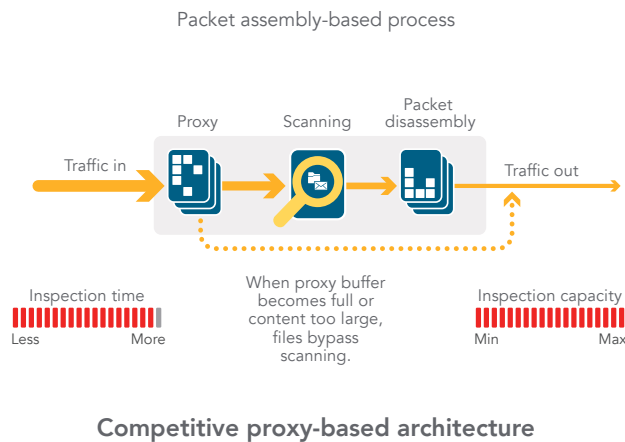 Packet assembly-based process
Proxy
Scanning
Packet
disassembly
Traffic in
Traffic out
When proxy buffer
becomes full or
content too large,
files bypass
scanning.
Inspection time
Less
More
Inspection capacity
Min
Max
Competitive proxy-based architecture